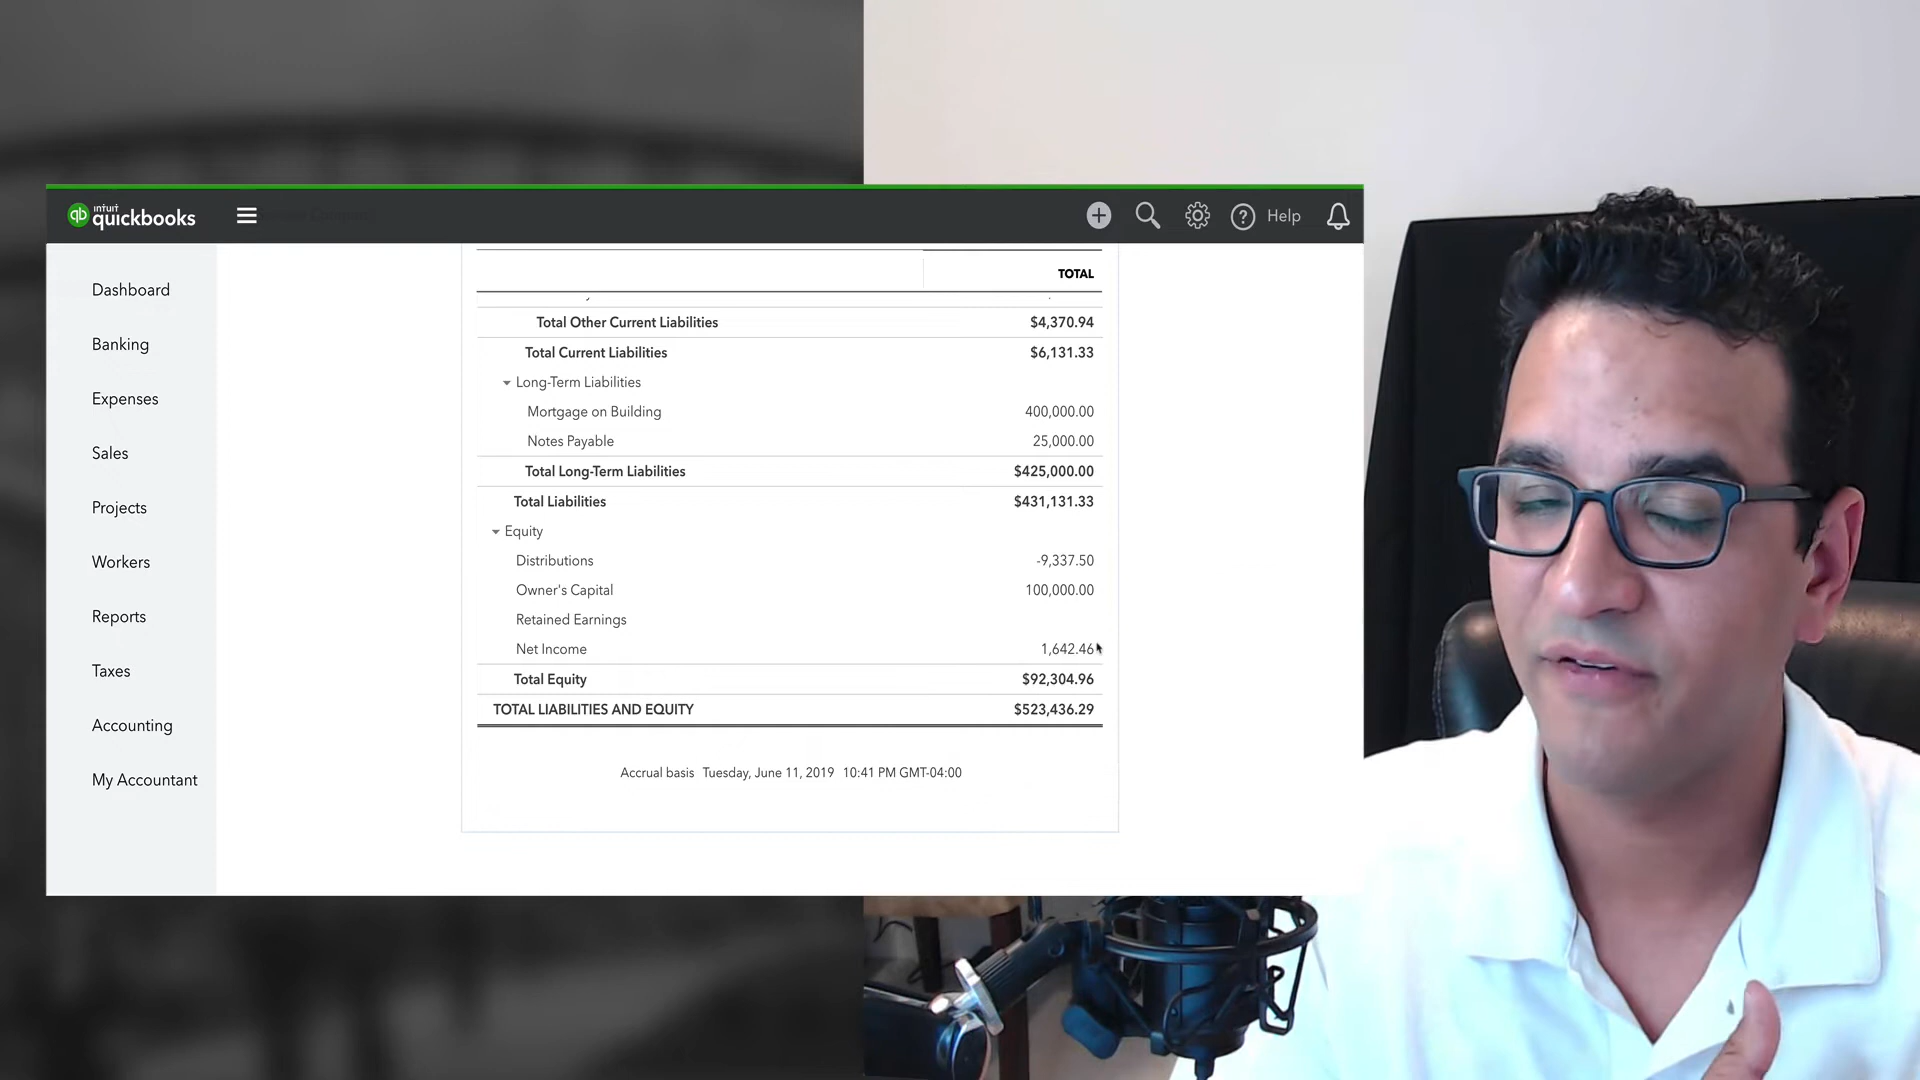 intuit
qb quickbooks
Help
Dashboard
Banking
Expenses
Sales
Projects
Workers
Reports
Taxes
Accounting
My Accountant
TOTAL
Total Other Current Liabilities $4,370.94
Total Current Liabilities $6,131.33
Long-Term Liabilities
Mortgage on Building 400,000.00
Notes Payable 25,000.00
Total Long-Term Liabilities $425,000.00
Total Liabilities $431,131.33
Equity
Distributions -9,337.50
Owner's Capital 100,000.00
Retained Earnings
Net Income 1,642.46
Total Equity $92,304.96
TOTAL LIABILITIES AND EQUITY $523,436.29
Accrual basis Tuesday, June 11, 2019 10:41 PM GMT-04:00